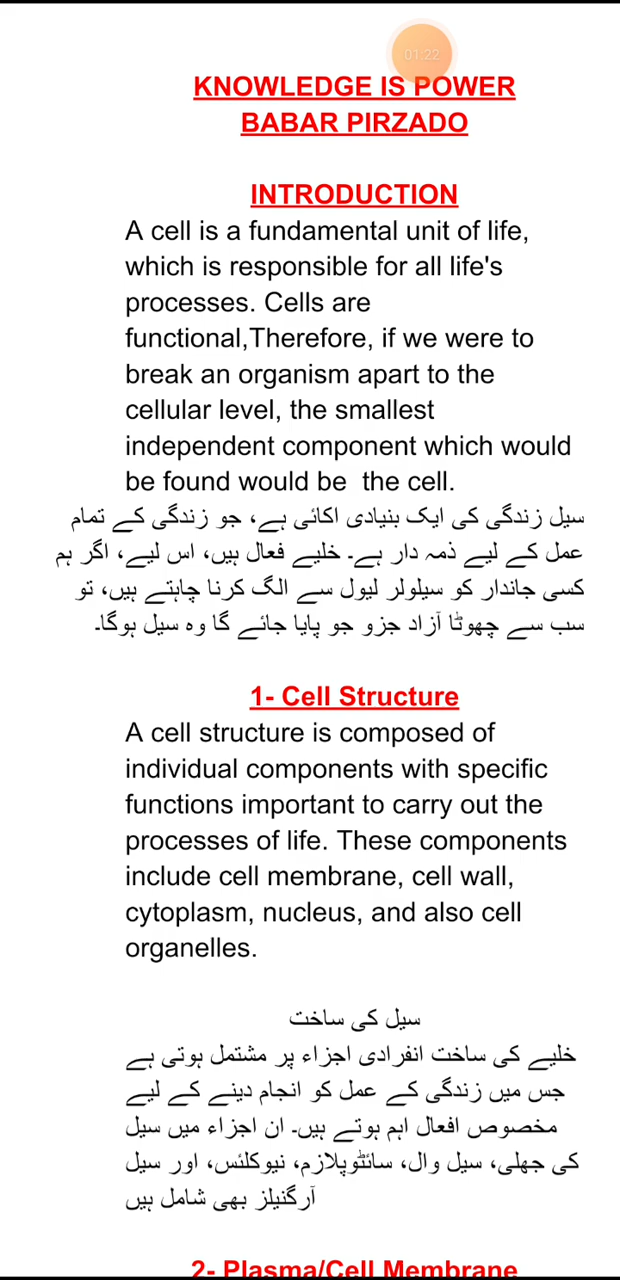 01:22
KNOWLEDGE IS POWER
BABAR PIRZADO
INTRODUCTION
A cell is a fundamental unit of life,
which is responsible for all life's
processes. Cells are
functional,Therefore, if we were to
break an organism apart to the
cellular level, the smallest
independent component which would
be found would be  the cell.
سیل زندگی کی ایک بنیادی اکائی ہے، جو زندگی کے تمام
عمل کے لیے ذمہ دار ہے۔ خلیے فعال ہیں، اس لیے، اگر ہم
کسی جاندار کو سیلولر لیول سے الگ کرنا چاہتے ہیں، تو
سب سے چھوٹا آزاد جزو جو پایا جائے گا وہ سیل ہوگا۔
1- Cell Structure
A cell structure is composed of
individual components with specific
functions important to carry out the
processes of life. These components
include cell membrane, cell wall,
cytoplasm, nucleus, and also cell
organelles.
سیل کی ساخت
خلیے کی ساخت انفرادی اجزاء پر مشتمل ہوتی ہے
جس میں زندگی کے عمل کو انجام دینے کے لیے
مخصوص افعال اہم ہوتے ہیں۔ ان اجزاء میں سیل
کی جھلی، سیل وال، سائٹوپلازم، نیوکلئس، اور سیل
آرگنیلز بھی شامل ہیں
2- Plasma/Cell Membrane